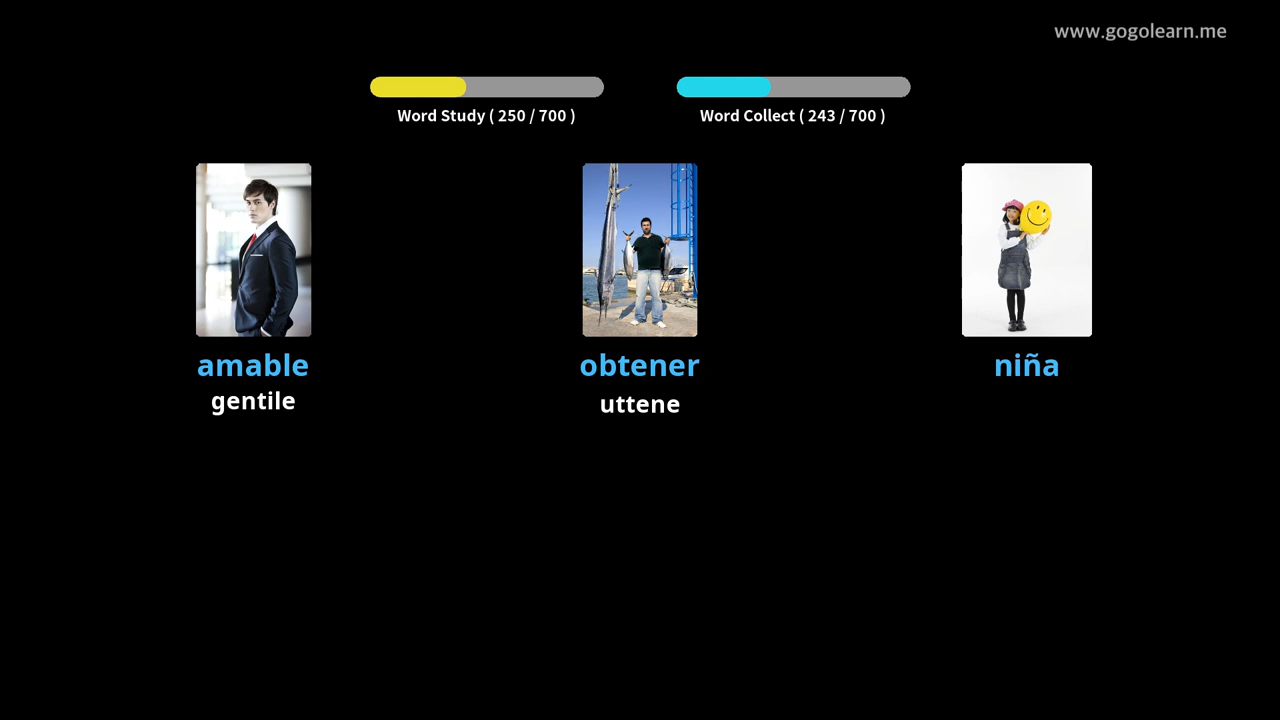 www.gogolearn.me
Word Study ( 250 / 700 )
Word Collect ( 243 / 700 )
amable
gentile
obtener
uttene
niña